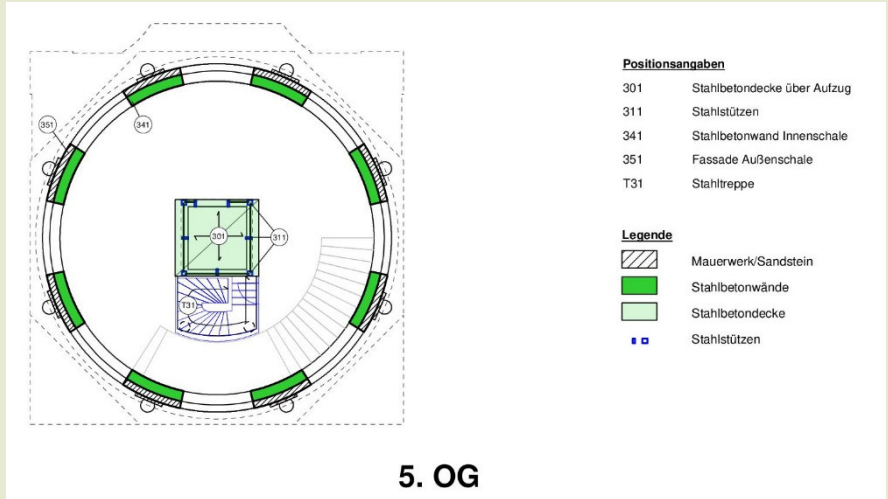 351
341
301
311
T31
Positionsangaben
301 Stahlbetondecke über Aufzug
311 Stahlstützen
341 Stahlbetonwand Innenschale
351 Fassade Außenschale
T31 Stahltreppe
Legende
Mauerwerk/Sandstein
Stahlbetonwände
Stahlbetondecke
Stahlstützen
5. OG